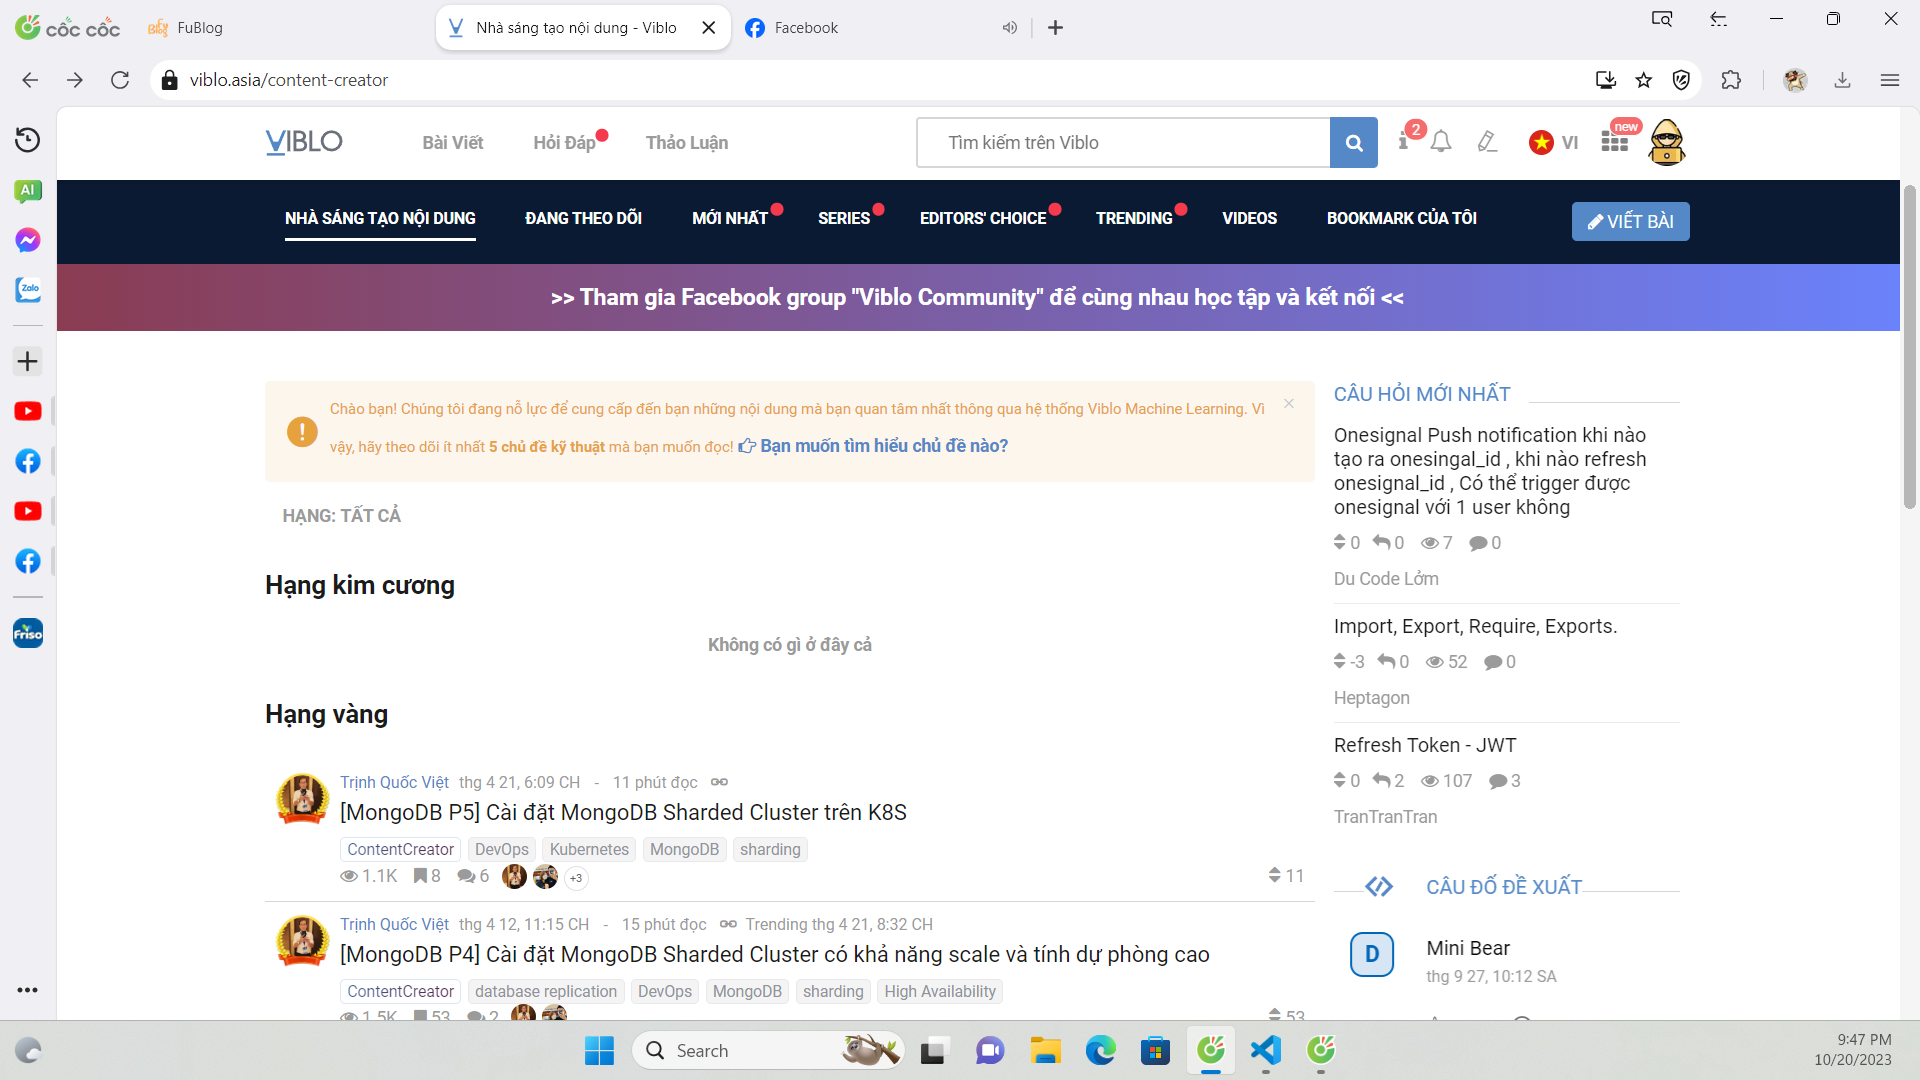 cốc cốc
FuBlog
Nhà sáng tạo nội dung - Viblo
Facebook
viblo.asia/content-creator
VIBLO
Bài Viết
Hỏi Đáp
Thảo Luận
Tìm kiếm trên Viblo
2
VI
new
NHÀ SÁNG TẠO NỘI DUNG
ĐANG THEO DÕI
MỚI NHẤT
SERIES
EDITORS' CHOICE
TRENDING
VIDEOS
BOOKMARK CỦA TÔI
VIẾT BÀI
>> Tham gia Facebook group "Viblo Community" để cùng nhau học tập và kết nối <<
AI
Zalo
Friso
Chào bạn! Chúng tôi đang nỗ lực để cung cấp đến bạn những nội dung mà bạn quan tâm nhất thông qua hệ thống Viblo Machine Learning. Vì
vậy, hãy theo dõi ít nhất 5 chủ đề kỹ thuật mà bạn muốn đọc! Bạn muốn tìm hiểu chủ đề nào?
HẠNG: TẤT CẢ
Hạng kim cương
Không có gì ở đây cả
Hạng vàng
Trịnh Quốc Việt thg 4 21, 6:09 CH - 11 phút đọc
[MongoDB P5] Cài đặt MongoDB Sharded Cluster trên K8S
ContentCreator DevOps Kubernetes MongoDB sharding
1.1K 8 6 +3 11
Trịnh Quốc Việt thg 4 12, 11:15 CH - 15 phút đọc Trending thg 4 21, 8:32 CH
[MongoDB P4] Cài đặt MongoDB Sharded Cluster có khả năng scale và tính dự phòng cao
ContentCreator database replication DevOps MongoDB sharding High Availability
1.5K 53 2 53
CÂU HỎI MỚI NHẤT
Onesignal Push notification khi nào
tạo ra onesingal_id , khi nào refresh
onesignal_id , Có thể trigger được
onesignal với 1 user không
0 0 7 0
Du Code Lởm
Import, Export, Require, Exports.
-3 0 52 0
Heptagon
Refresh Token - JWT
0 2 107 3
TranTranTran
CÂU ĐỐ ĐỀ XUẤT
D
Mini Bear
thg 9 27, 10:12 SA
Search
9:47 PM
10/20/2023